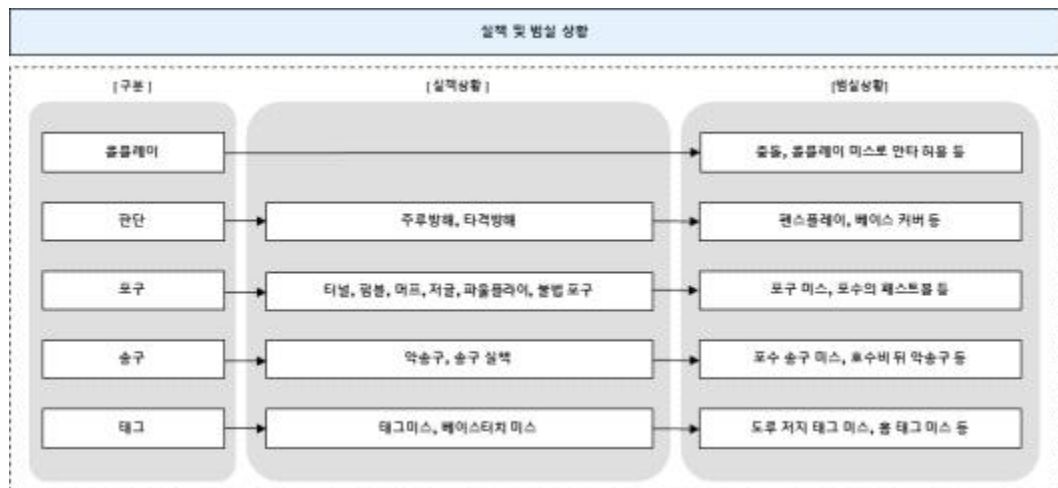 실책 및 범실 상황
[구분]
[실책상황]
[범실상황]
콜플레이
충돌, 콜플레이 미스로 안타 허용 등
판단
주루방해, 타격방해
펜스플레이, 베이스 커버 등
포구
터널, 펌블, 머프, 저글, 파울플라이, 불법 포구
포구 미스, 포수의 패스트볼 등
송구
악송구, 송구 실책
포수 송구 미스, 호수비 뒤 악송구 등
태그
태그미스, 베이스터치 미스
도루 저지 태그 미스, 홈 태그 미스 등